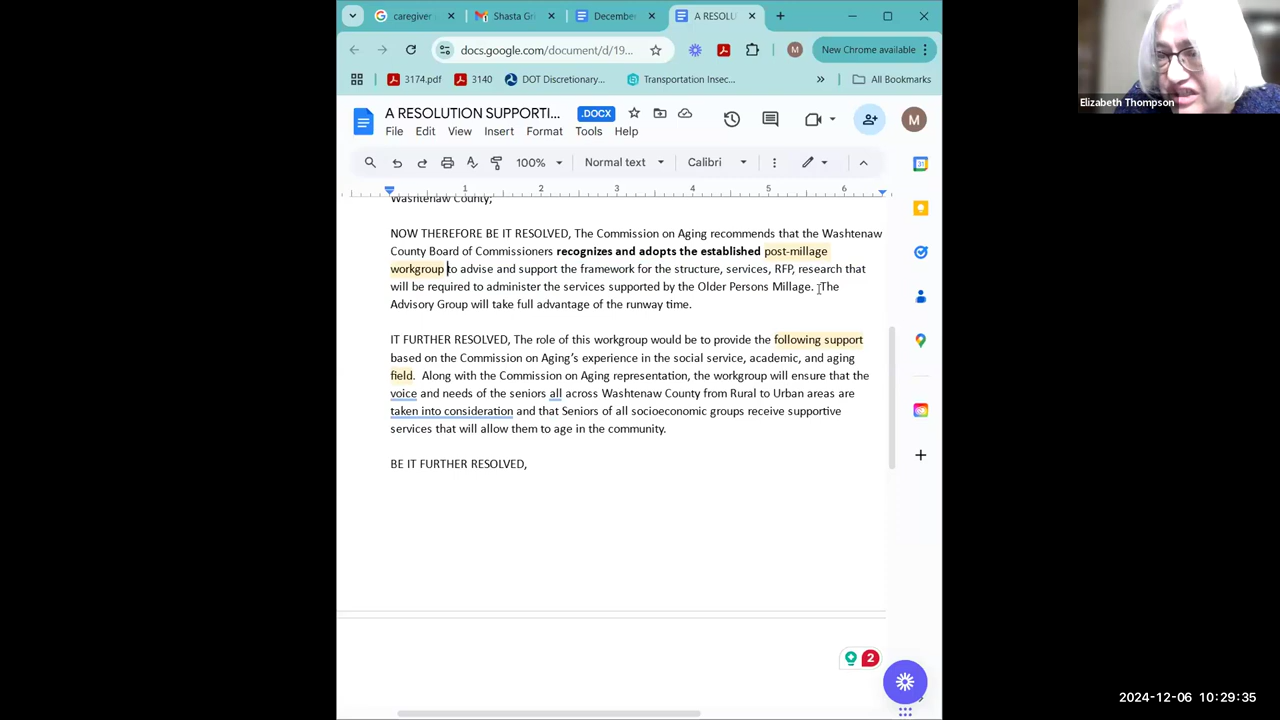 caregiver
Shasta Gri
December
A RESOLU
docs.google.com/document/d/19...
M
New Chrome available
3174.pdf
3140
DOT Discretionary...
Transportation Insec...
»
All Bookmarks
Elizabeth Thompson
A RESOLUTION SUPPORTI...
.DOCX
M
File Edit View Insert Format Tools Help
100%
Normal text
Calibri
1 2 3 4 5 6
31
Washtenaw County;
NOW THEREFORE BE IT RESOLVED, The Commission on Aging recommends that the Washtenaw
County Board of Commissioners recognizes and adopts the established post-millage
workgroup to advise and support the framework for the structure, services, RFP, research that
will be required to administer the services supported by the Older Persons Millage. The
Advisory Group will take full advantage of the runway time.
IT FURTHER RESOLVED, The role of this workgroup would be to provide the following support
based on the Commission on Aging’s experience in the social service, academic, and aging
field. Along with the Commission on Aging representation, the workgroup will ensure that the
voice and needs of the seniors all across Washtenaw County from Rural to Urban areas are
taken into consideration and that Seniors of all socioeconomic groups receive supportive
services that will allow them to age in the community.
BE IT FURTHER RESOLVED,
2
2024-12-06 10:29:35